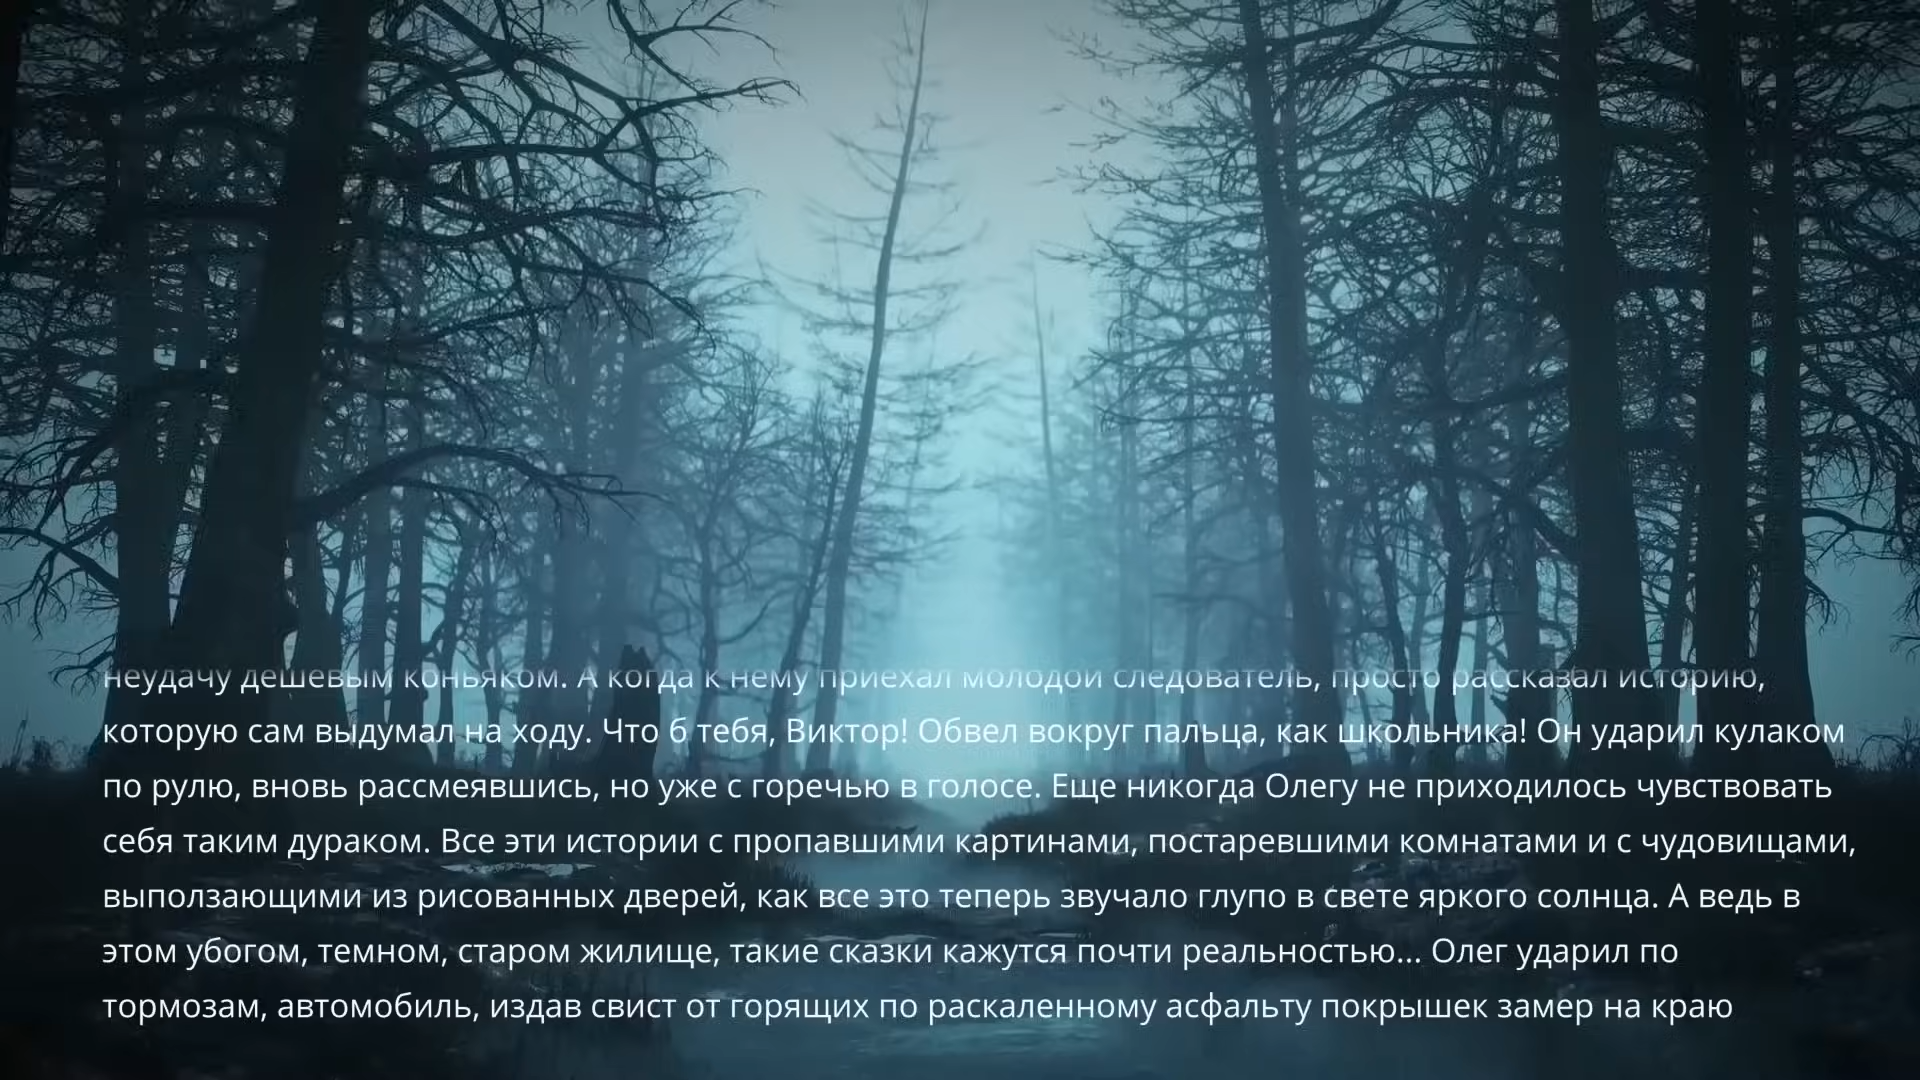 неудачу дешевым коньяком. А когда к нему приехал молодой следователь, просто рассказал историю,
которую сам выдумал на ходу. Что б тебя, Виктор! Обвел вокруг пальца, как школьника! Он ударил кулаком
по рулю, вновь рассмеявшись, но уже с горечью в голосе. Еще никогда Олегу не приходилось чувствовать
себя таким дураком. Все эти истории с пропавшими картинами, постаревшими комнатами и с чудовищами,
выползающими из рисованных дверей, как все это теперь звучало глупо в свете яркого солнца. А ведь в
этом убогом, темном, старом жилище, такие сказки кажутся почти реальностью... Олег ударил по
тормозам, автомобиль, издав свист от горящих по раскаленному асфальту покрышек замер на краю